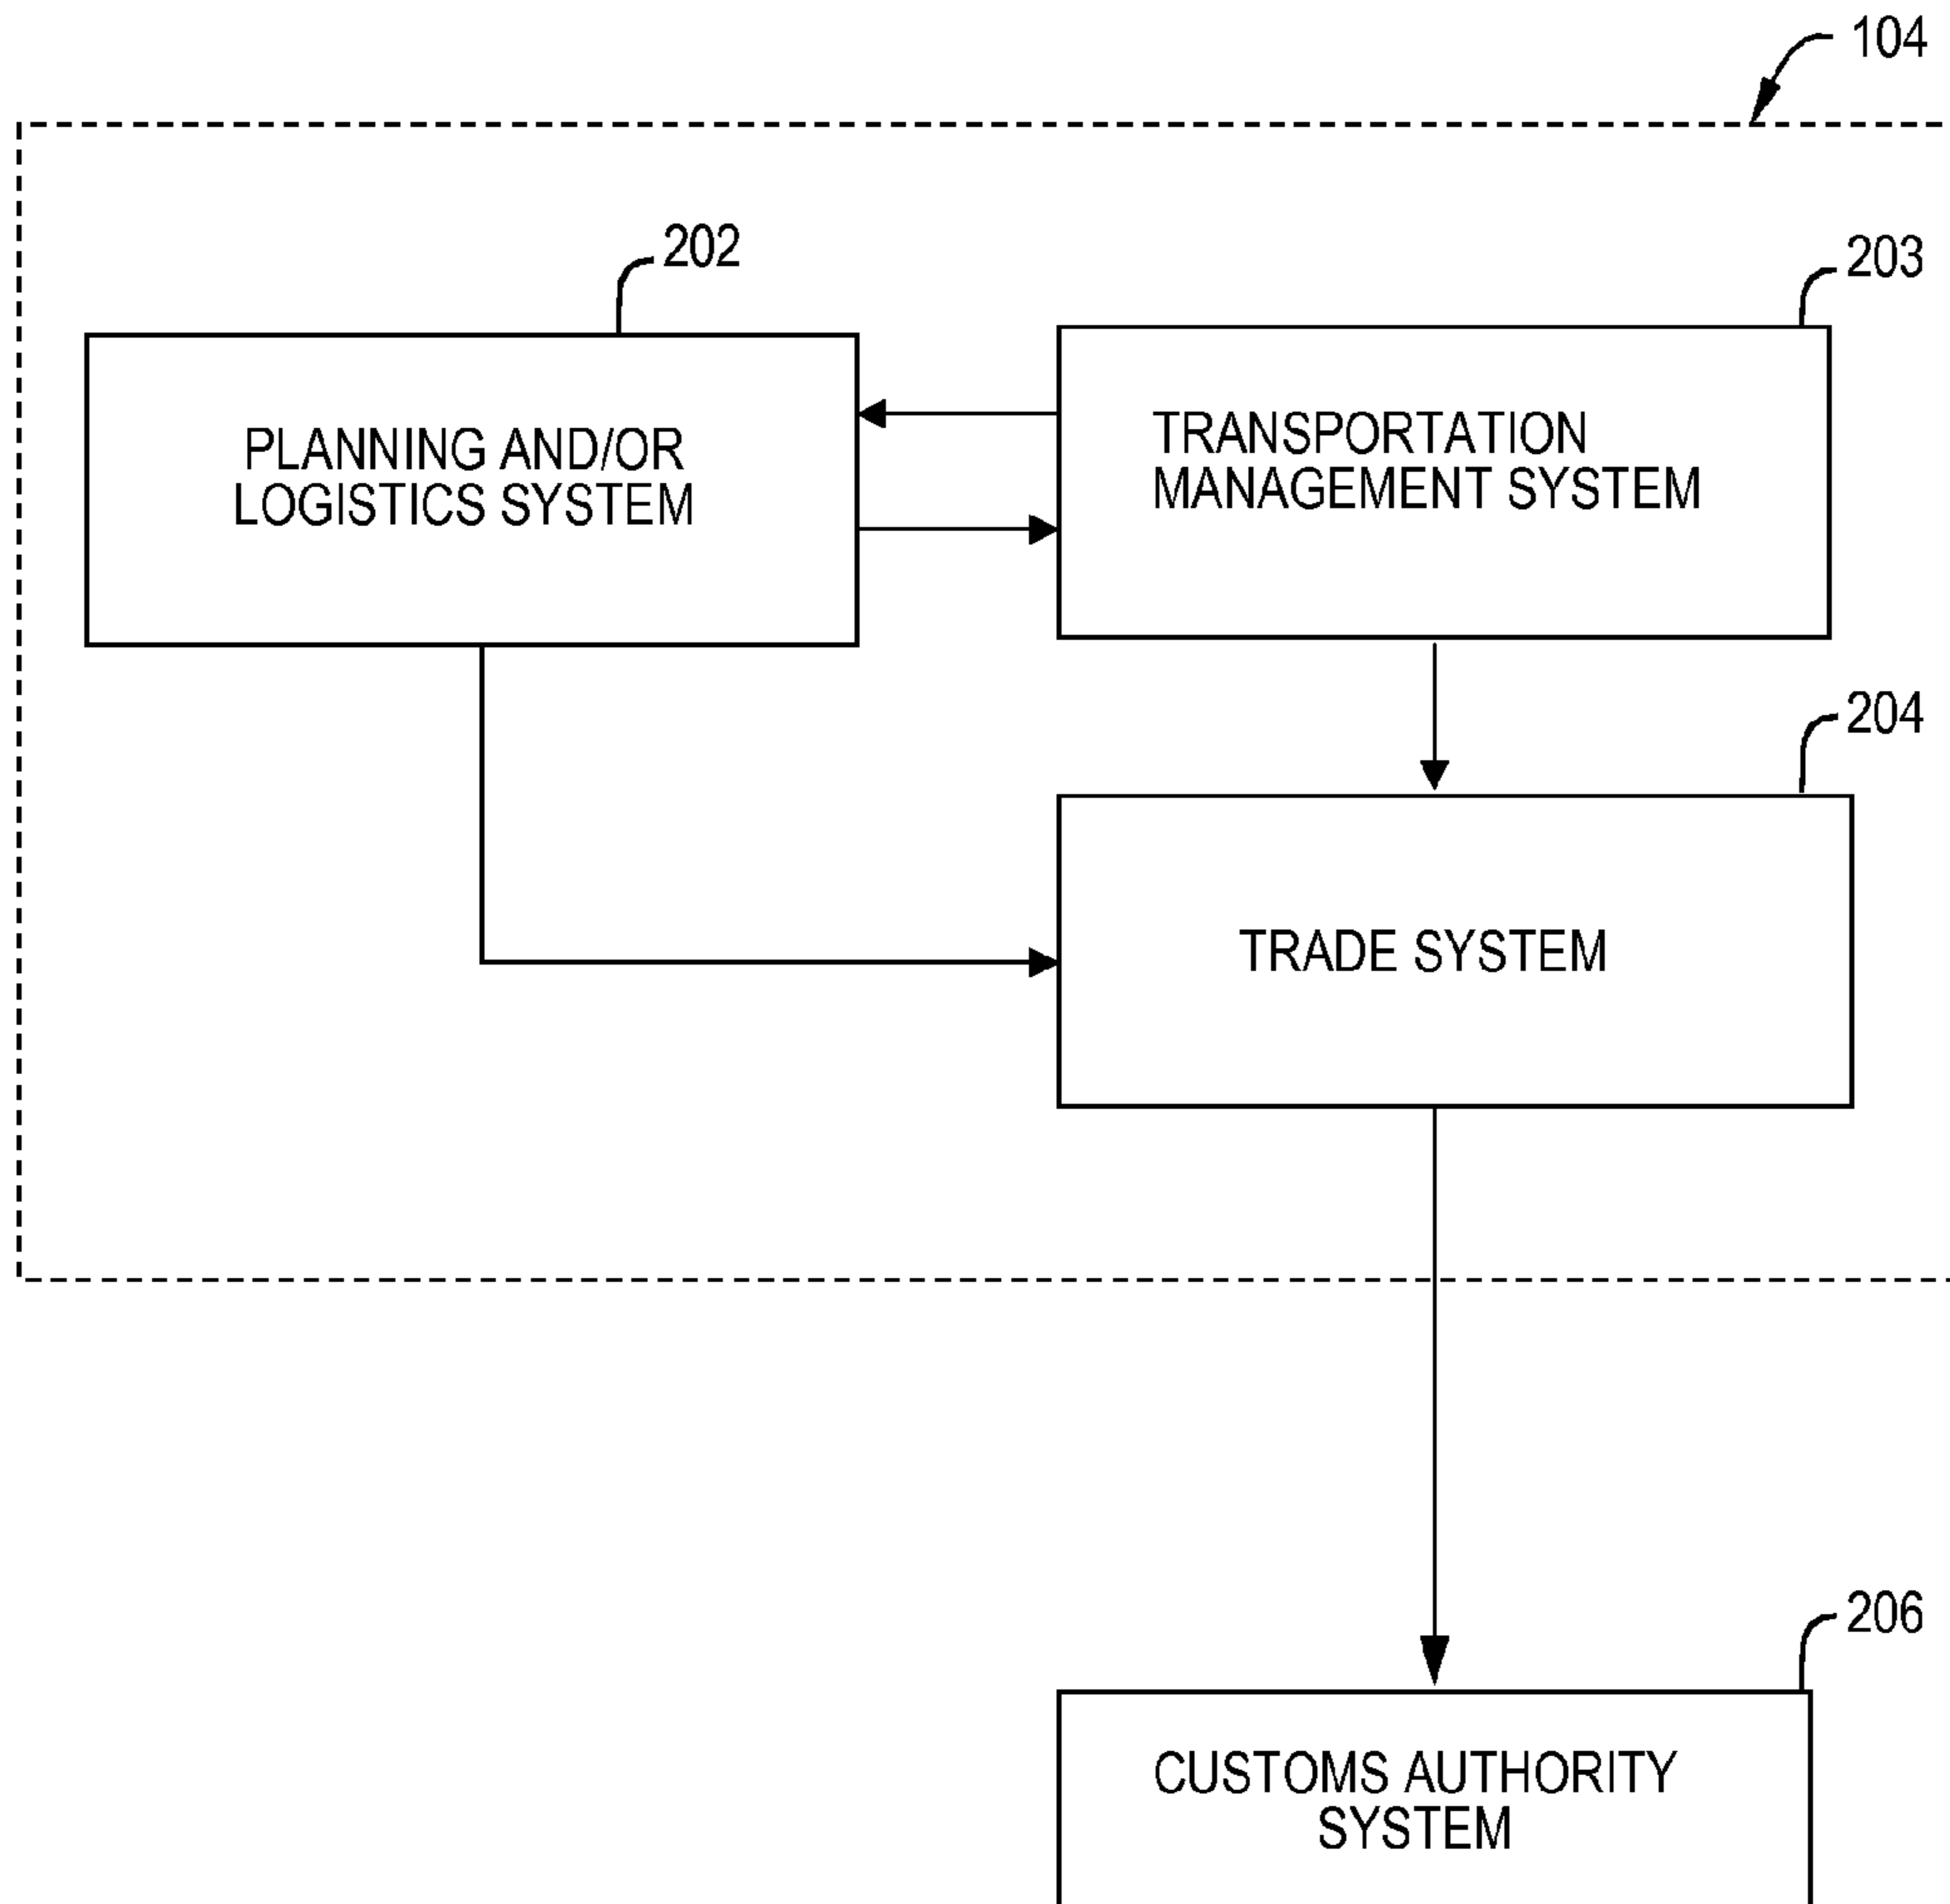 104
202
203
PLANNING AND/OR
LOGISTICS SYSTEM
TRANSPORTATION
MANAGEMENT SYSTEM
204
TRADE SYSTEM
206
CUSTOMS AUTHORITY
SYSTEM